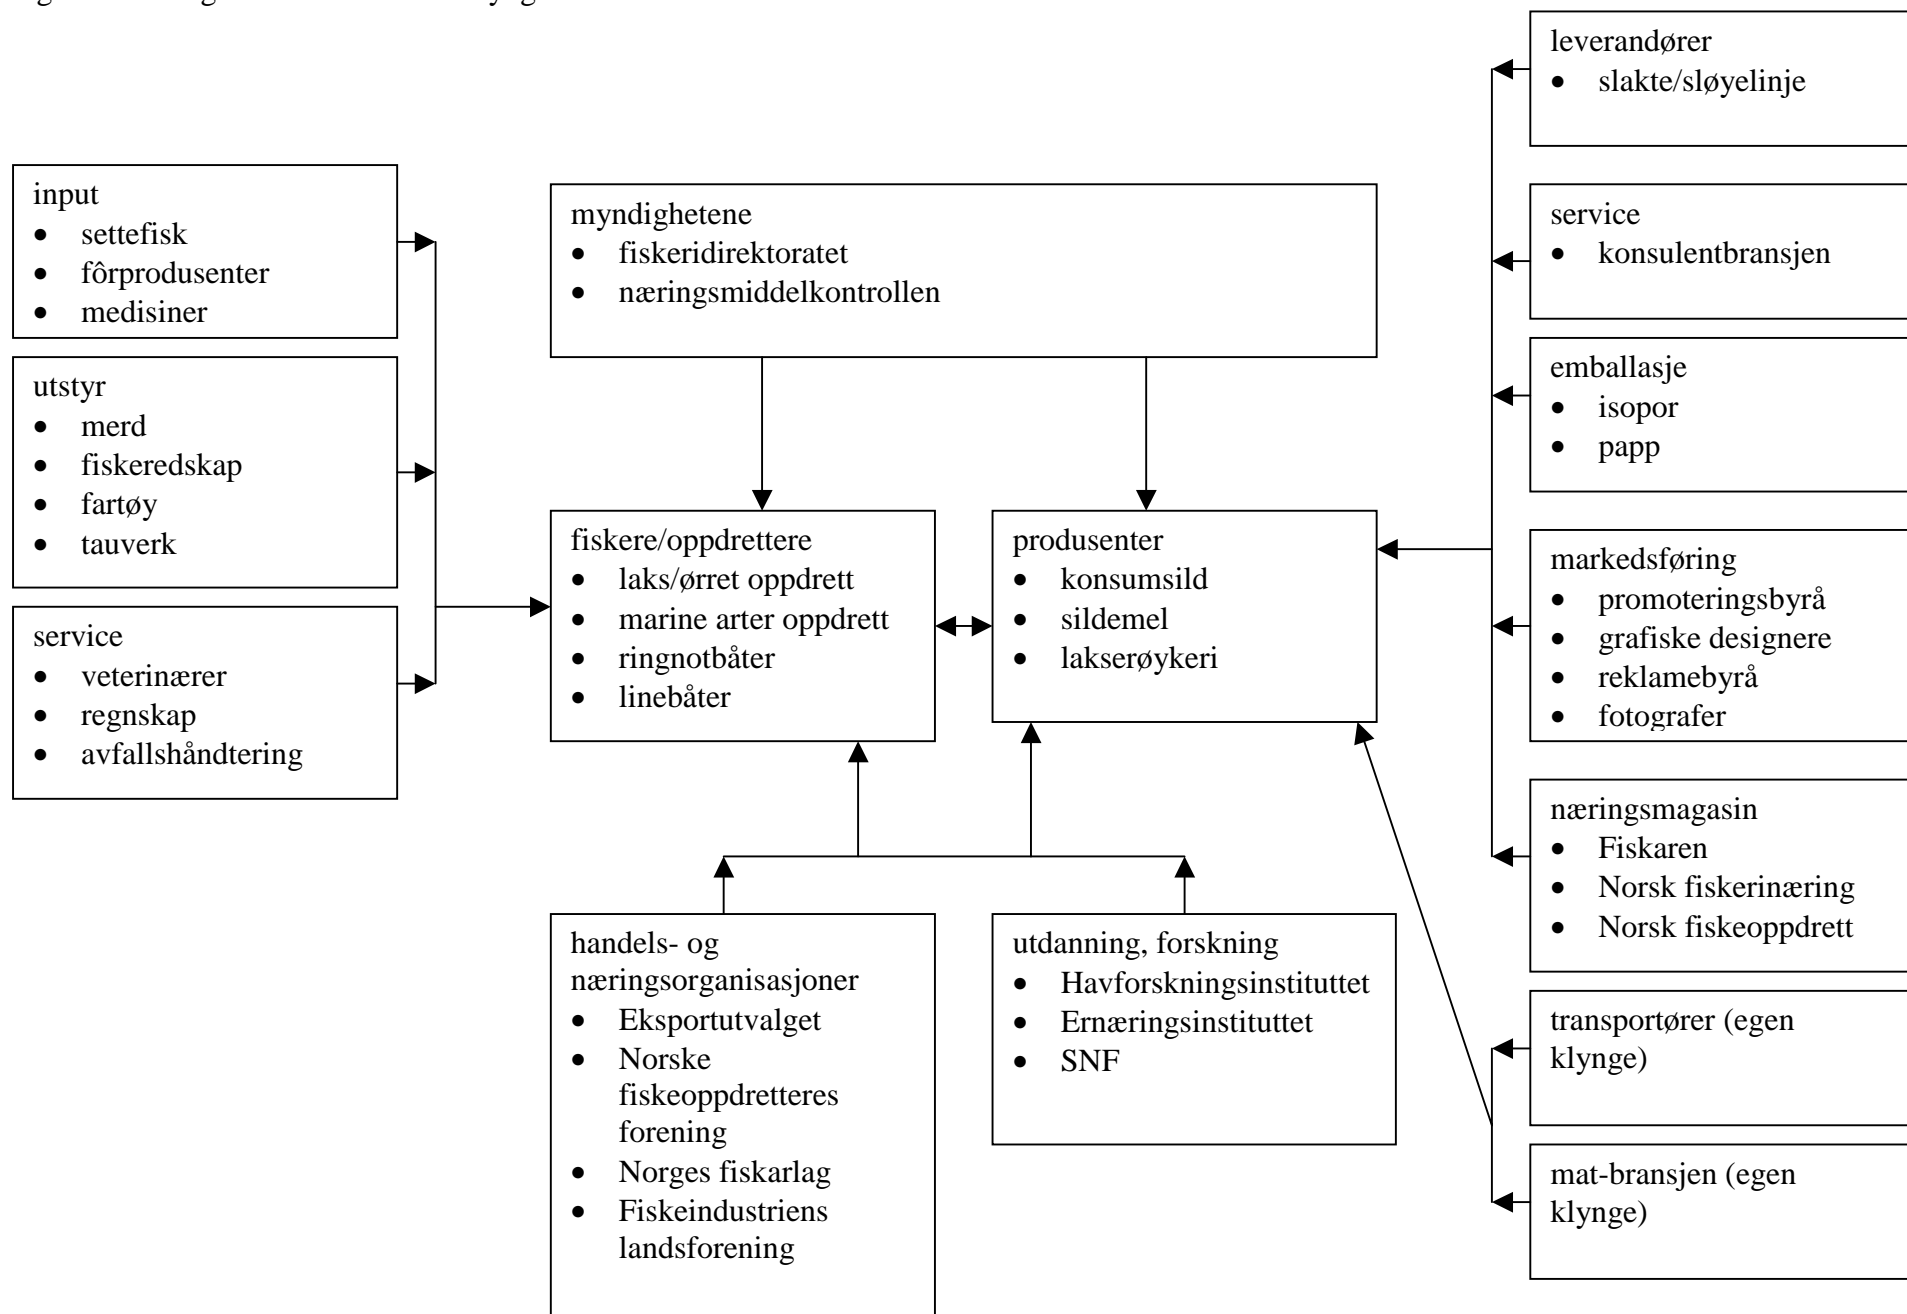 leverandører
• slakte/sløyelinje
input
• settefisk
• fôrprodusenter
• medisiner
myndighetene
• fiskeridirektoratet
• næringsmiddelkontrollen
service
• konsulentbransjen
utstyr
• merd
• fiskeredskap
• fartøy
• tauverk
emballasje
• isopor
• papp
fiskere/oppdrettere
• laks/ørret oppdrett
• marine arter oppdrett
• ringnotbåter
• linebåter
produsenter
• konsumsild
• sildemel
• lakserøykeri
markedsføring
• promoteringsbyrå
• grafiske designere
• reklamebyrå
• fotografer
service
• veterinærer
• regnskap
• avfallshåndtering
næringsmagasin
• Fiskaren
• Norsk fiskerinæring
• Norsk fiskeoppdrett
handels- og
næringsorganisasjoner
• Eksportutvalget
• Norske
fiskeoppdretteres
forening
• Norges fiskarlag
• Fiskeindustriens
landsforening
utdanning, forskning
• Havforskningsinstituttet
• Ernæringsinstituttet
• SNF
transportører (egen
klynge)
mat-bransjen (egen
klynge)